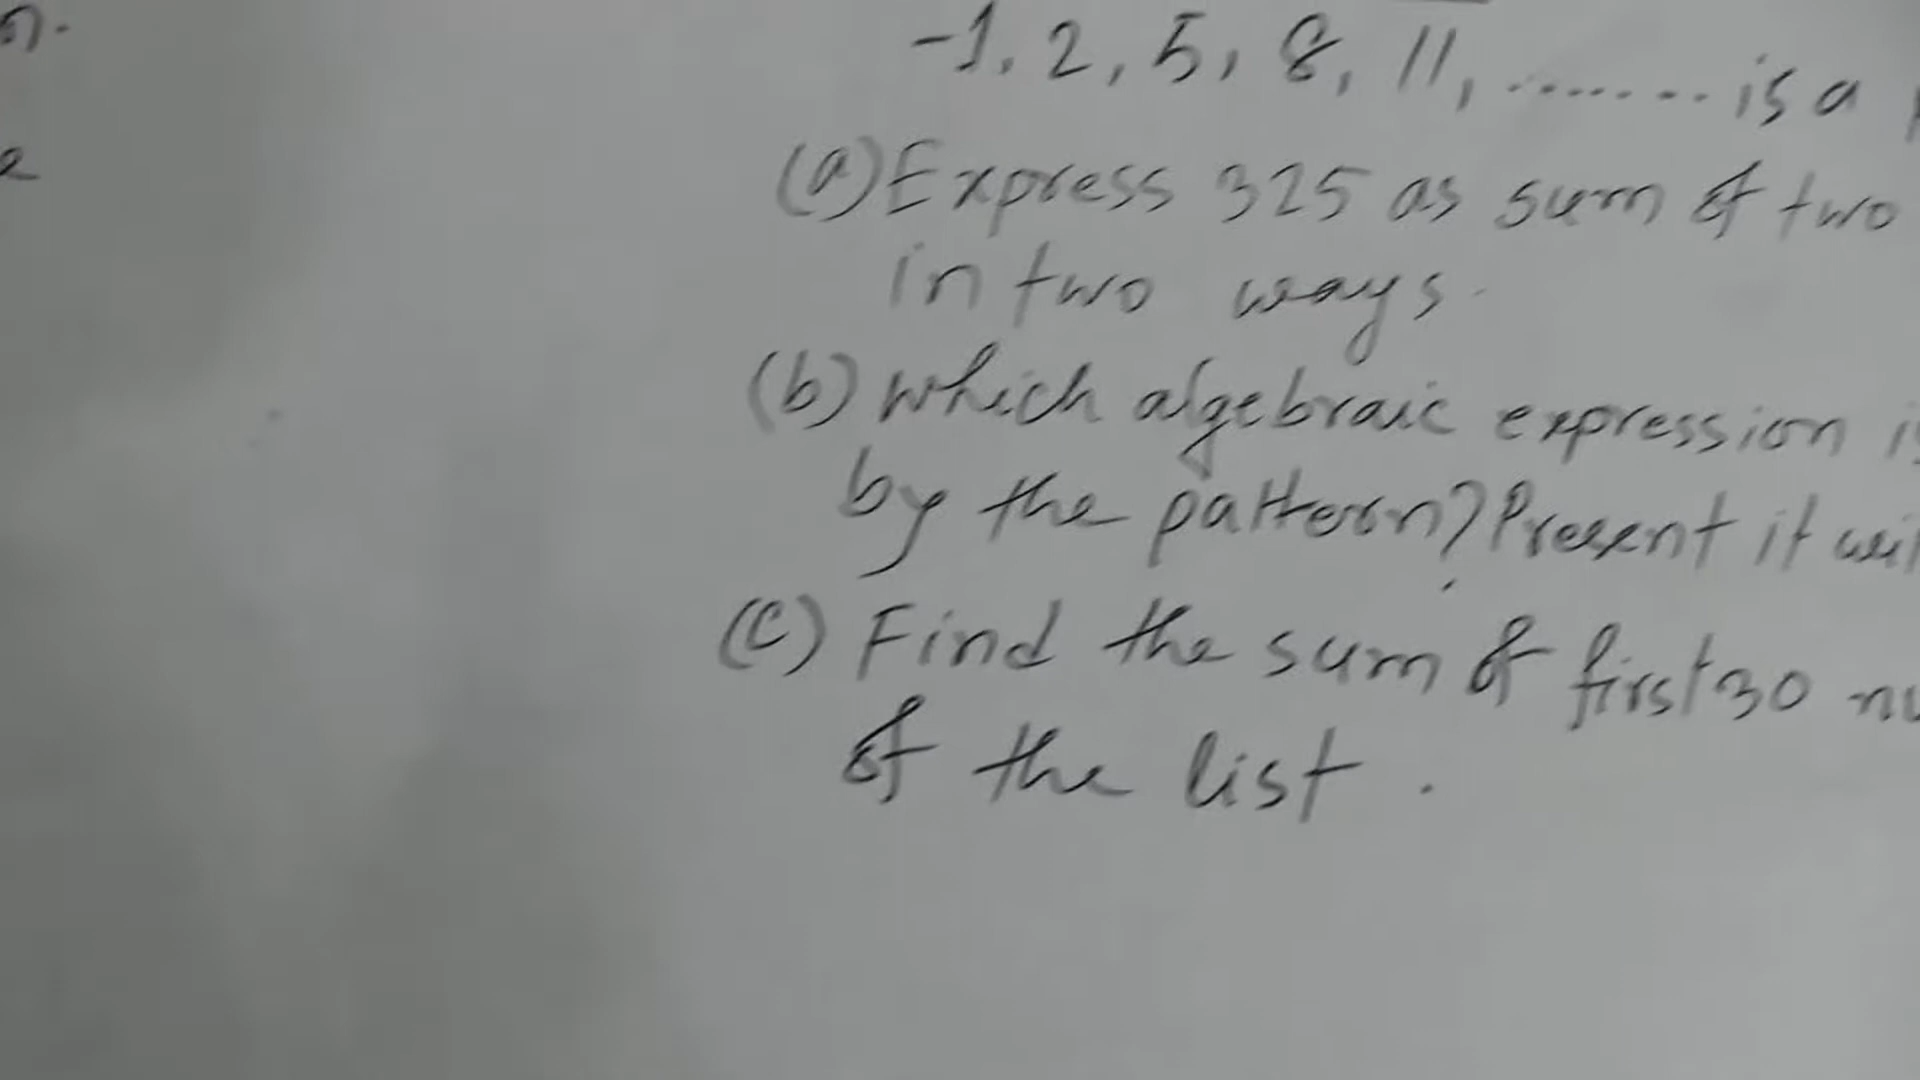 -1, 2, 5, 8, 11, ....... is a
(a) Express 325 as sum of two
in two ways.
(b) which algebraic expression is
by the pattern? Present it
(c) Find the sum of first 30
of the list.